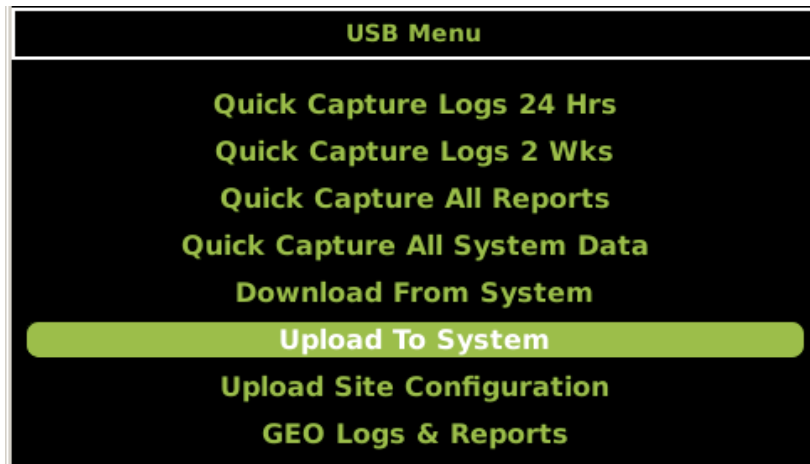 USB Menu
Quick Capture Logs 24 Hrs
Quick Capture Logs 2 Wks
Quick Capture All Reports
Quick Capture All System Data
Download From System
Upload To System
Upload Site Configuration
GEO Logs & Reports